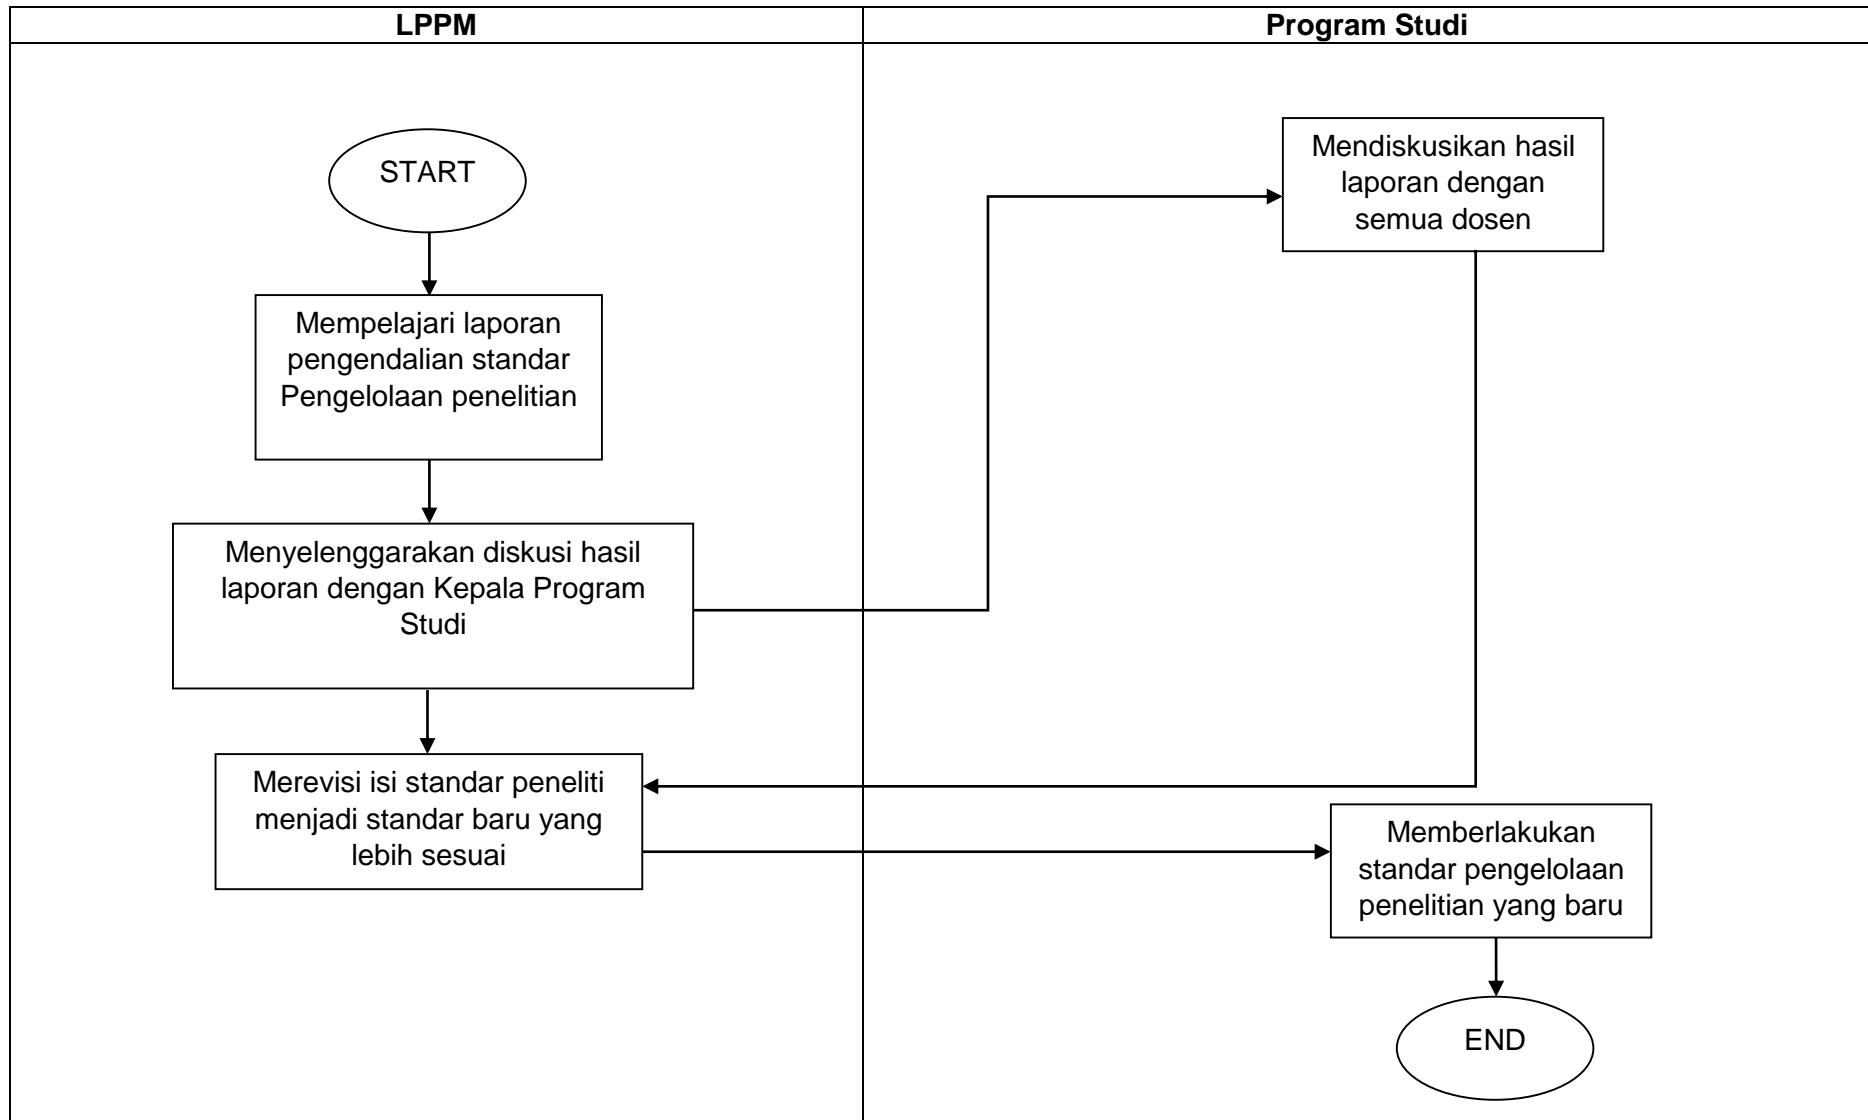 LPPM
Program Studi
START
Mempelajari laporan
pengendalian standar
Pengelolaan penelitian
Menyelenggarakan diskusi hasil
laporan dengan Kepala Program
Studi
Mendiskusikan hasil
laporan dengan
semua dosen
Merevisi isi standar peneliti
menjadi standar baru yang
lebih sesuai
Memberlakukan
standar pengelolaan
penelitian yang baru
END